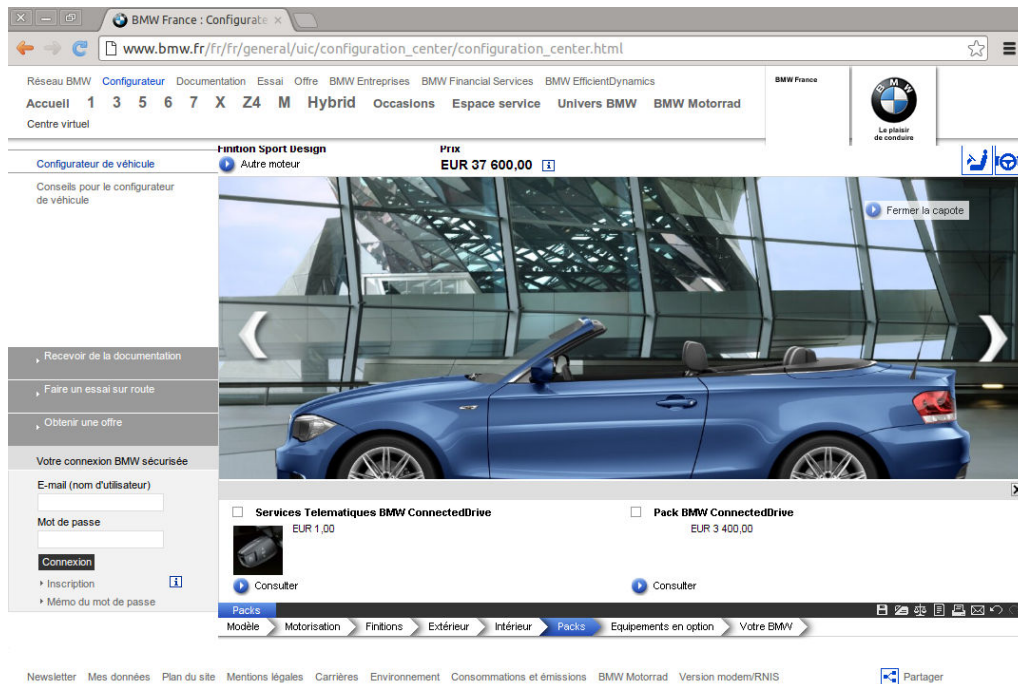 BMW France : Configurate
www.bmw.fr/fr/fr/general/uic/configuration_center/configuration_center.html
Réseau BMW Configurateur Documentation Essai Offre BMW Entreprises BMW Financial Services BMW EfficientDynamics
BMW France
Accueil 1 3 5 6 7 X Z4 M Hybrid Occasions Espace service Univers BMW BMW Motorrad
Centre virtuel
BMW
Le plaisir
de conduire
Configurateur de véhicule
Conseils pour le configurateur
de véhicule
Finition Sport Design Prix
Autre moteur EUR 37 600,00 i
Fermer la capote
Recevoir de la documentation
Faire un essai sur route
Obtenir une offre
Votre connexion BMW sécurisée
E-mail (nom d'utilisateur)
Mot de passe
Connexion
Inscription i
Mémo du mot de passe
Services Telematiques BMW ConnectedDrive
EUR 1,00
Consulter
Pack BMW ConnectedDrive
EUR 3 400,00
Consulter
Packs
Modèle Motorisation Finitions Extérieur Intérieur Packs Equipements en option Votre BMW
Newsletter Mes données Plan du site Mentions légales Carrières Environnement Consommations et émissions BMW Motorrad Version modem/RNIS Partager